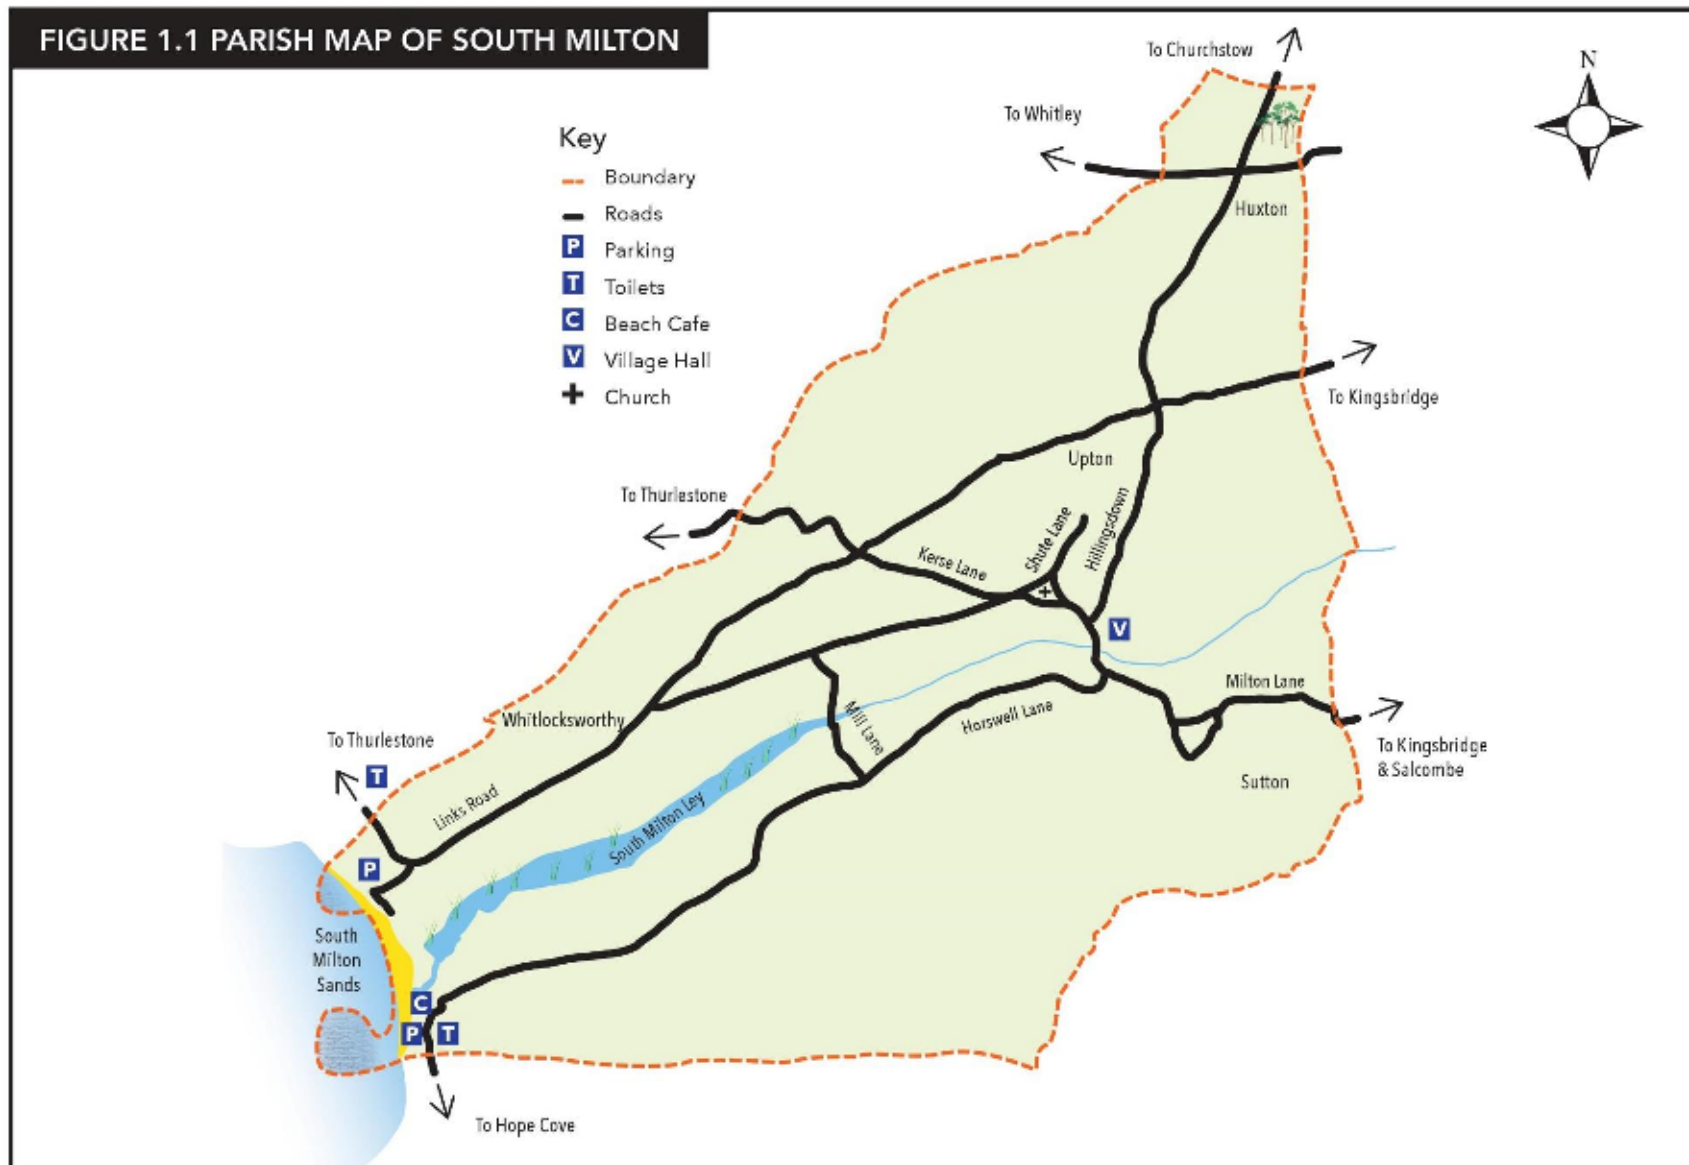 FIGURE 1.1 PARISH MAP OF SOUTH MILTON
To Churchstow
N
To Whitley
Key
Boundary
Roads
P Parking
T Toilets
C Beach Cafe
V Village Hall
Church
Huxton
To Kingsbridge
Upton
To Thurlestone
Hillingsdown
Shute Lane
Kerse Lane
V
Milton Lane
Whitlocksworthy
Mill Lane
Horswell Lane
To Thurlestone
T
To Kingsbridge
& Salcombe
Sutton
Links Road
South Milton Ley
P
South
Milton
Sands
C
P T
To Hope Cove